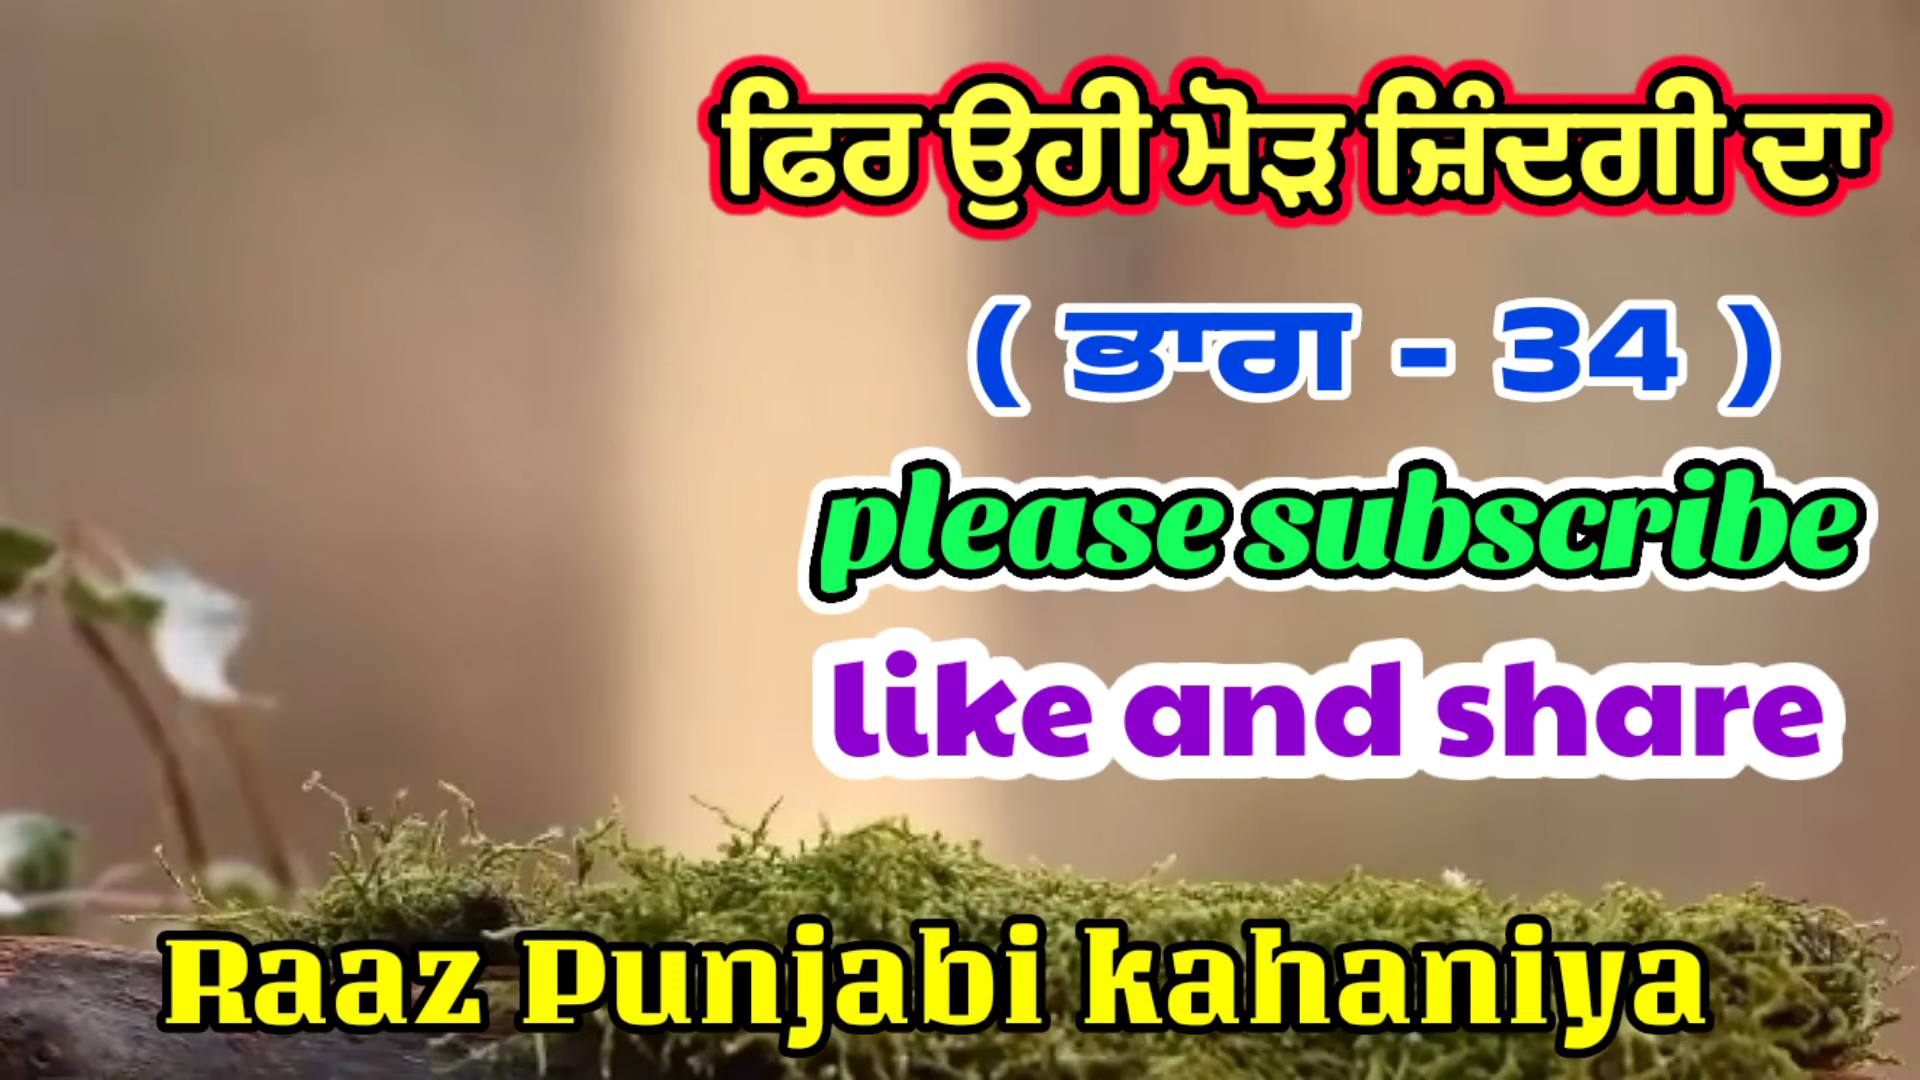 ਫਿਰ ਉਹੀ ਮੋੜ ਜ਼ਿੰਦਗੀ ਦਾ
( ਭਾਗ - 34 )
please subscribe
like and share
Raaz Punjabi kahaniya